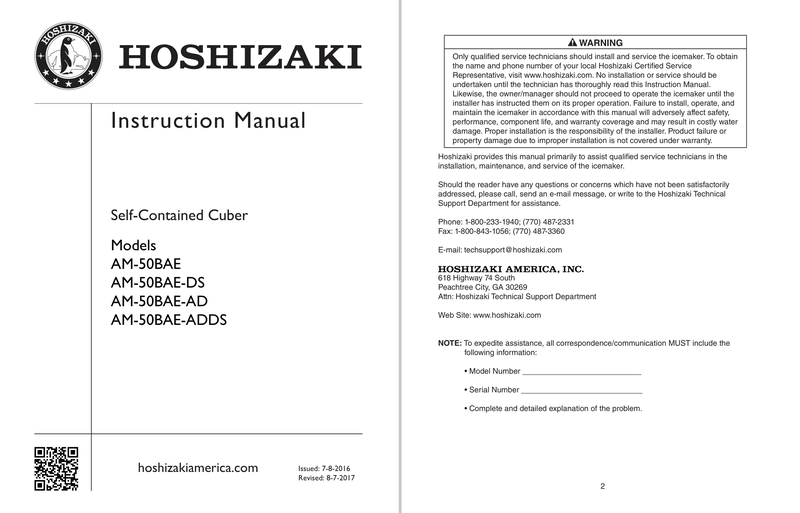 HOSHIZAKI
HOSHIZAKI
Instruction Manual
Self-Contained Cuber
Models
AM-50BAE
AM-50BAE-DS
AM-50BAE-AD
AM-50BAE-ADDS
hoshizakiamerica.com
Issued: 7-8-2016
Revised: 8-7-2017
WARNING
Only qualified service technicians should install and service the icemaker. To obtain
the name and phone number of your local Hoshizaki Certified Service
Representative, visit www.hoshizaki.com. No installation or service should be
undertaken until the technician has thoroughly read this Instruction Manual.
Likewise, the owner/manager should not proceed to operate the icemaker until the
installer has instructed them on its proper operation. Failure to install, operate, and
maintain the icemaker in accordance with this manual will adversely affect safety,
performance, component life, and warranty coverage and may result in costly water
damage. Proper installation is the responsibility of the installer. Product failure or
property damage due to improper installation is not covered under warranty.
Hoshizaki provides this manual primarily to assist qualified service technicians in the
installation, maintenance, and service of the icemaker.
Should the reader have any questions or concerns which have not been satisfactorily
addressed, please call, send an e-mail message, or write to the Hoshizaki Technical
Support Department for assistance.
Phone: 1-800-233-1940; (770) 487-2331
Fax: 1-800-843-1056; (770) 487-3360
E-mail: techsupport@hoshizaki.com
HOSHIZAKI AMERICA, INC.
618 Highway 74 South
Peachtree City, GA 30269
Attn: Hoshizaki Technical Support Department
Web Site: www.hoshizaki.com
NOTE: To expedite assistance, all correspondence/communication MUST include the
following information:
• Model Number ____________________________
• Serial Number ____________________________
• Complete and detailed explanation of the problem.
2